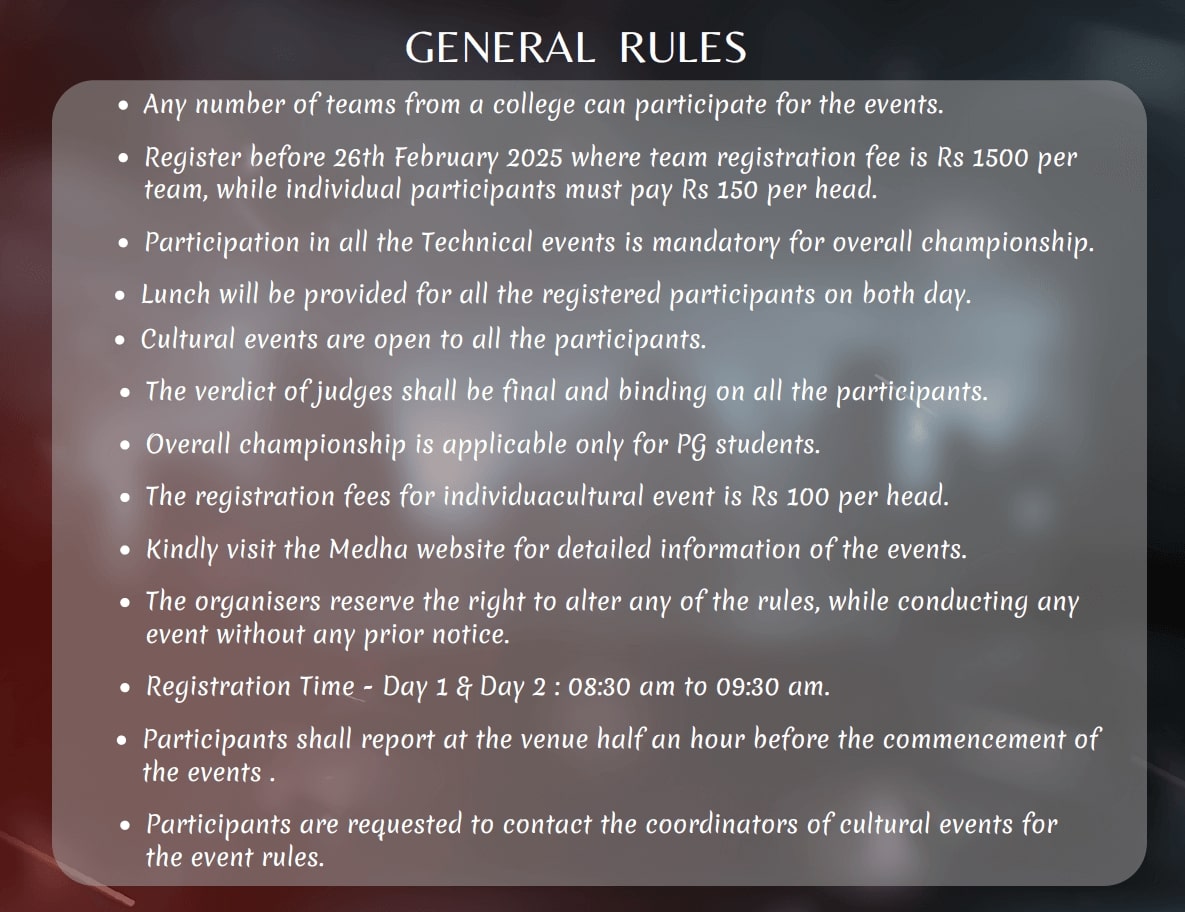 GENERAL RULES
• Any number of teams from a college can participate for the events.
• Register before 26th February 2025 where team registration fee is Rs 1500 per
team, while individual participants must pay Rs 150 per head.
• Participation in all the Technical events is mandatory for overall championship.
• Lunch will be provided for all the registered participants on both day.
• Cultural events are open to all the participants.
• The verdict of judges shall be final and binding on all the participants.
• Overall championship is applicable only for PG students.
• The registration fees for individuacultural event is Rs 100 per head.
• Kindly visit the Medha website for detailed information of the events.
• The organisers reserve the right to alter any of the rules, while conducting any
event without any prior notice.
• Registration Time - Day 1 & Day 2 : 08:30 am to 09:30 am.
• Participants shall report at the venue half an hour before the commencement of
the events .
• Participants are requested to contact the coordinators of cultural events for
the event rules.